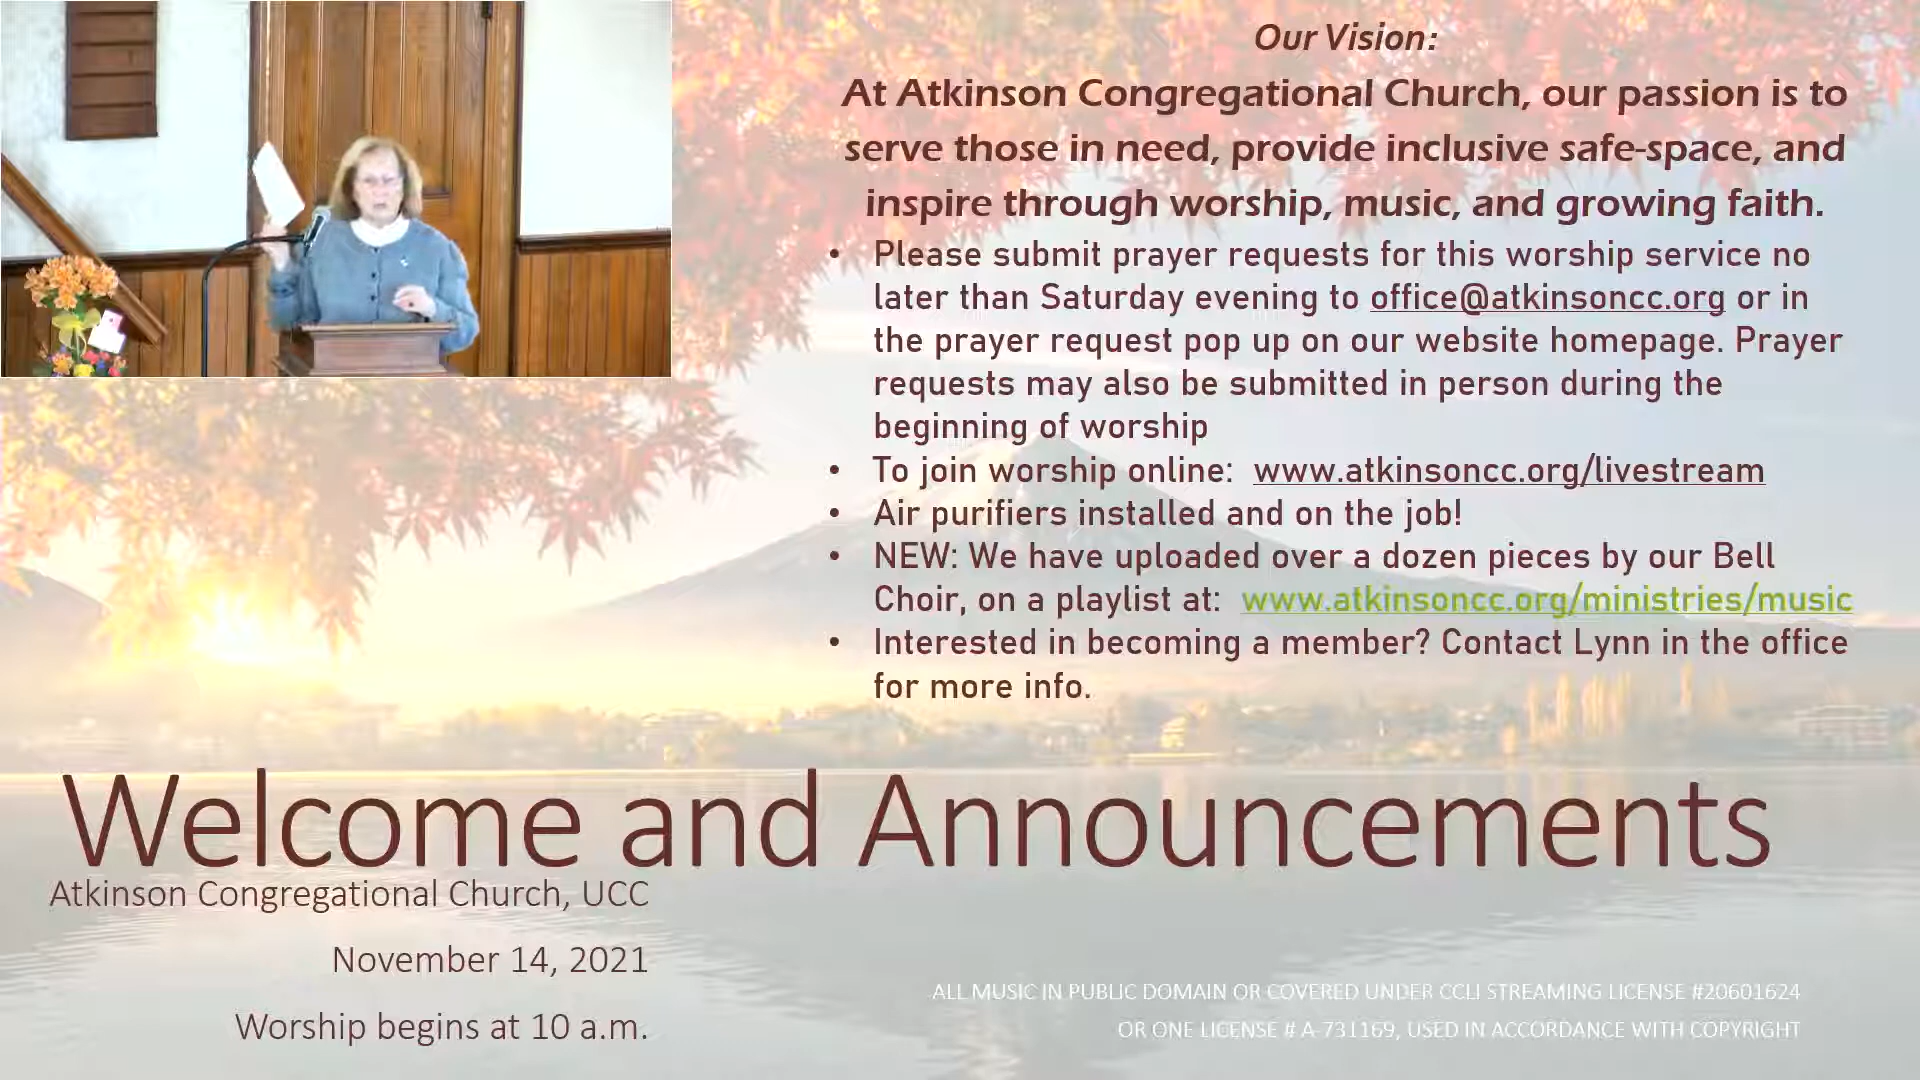 Our Vision:
At Atkinson Congregational Church, our passion is to
serve those in need, provide inclusive safe-space, and
inspire through worship, music, and growing faith.
• Please submit prayer requests for this worship service no
later than Saturday evening to office@atkinsoncc.org or in
the prayer request pop up on our website homepage. Prayer
requests may also be submitted in person during the
beginning of worship
• To join worship online: www.atkinsoncc.org/livestream
• Air purifiers installed and on the job!
• NEW: We have uploaded over a dozen pieces by our Bell
Choir, on a playlist at: www.atkinsoncc.org/ministries/music
• Interested in becoming a member? Contact Lynn in the office
for more info.
Welcome and Announcements
Atkinson Congregational Church, UCC
November 14, 2021
Worship begins at 10 a.m.
ALL MUSIC IN PUBLIC DOMAIN OR COVERED UNDER CCLI STREAMING LICENSE #20601624
OR ONE LICENSE # A-731169, USED IN ACCORDANCE WITH COPYRIGHT